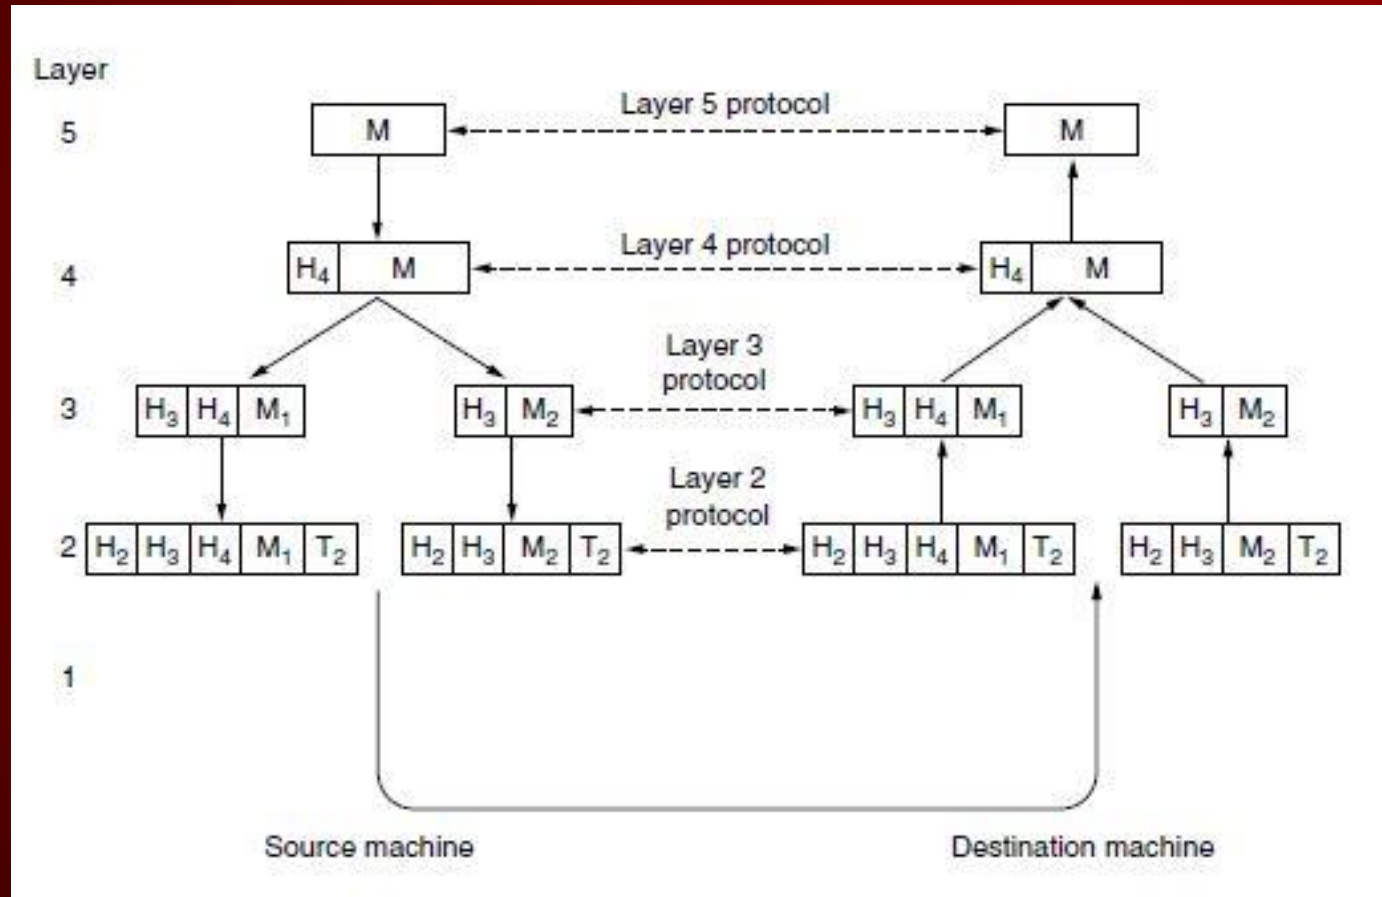 Layer
5 M Layer 5 protocol M
4 H₄ M Layer 4 protocol H₄ M
Layer 3
protocol
3 H₃ H₄ M₁ H₃ M₂ H₃ H₄ M₁ H₃ M₂
Layer 2
protocol
2 H₂ H₃ H₄ M₁ T₂ H₂ H₃ M₂ T₂ H₂ H₃ H₄ M₁ T₂ H₂ H₃ M₂ T₂
1
Source machine Destination machine